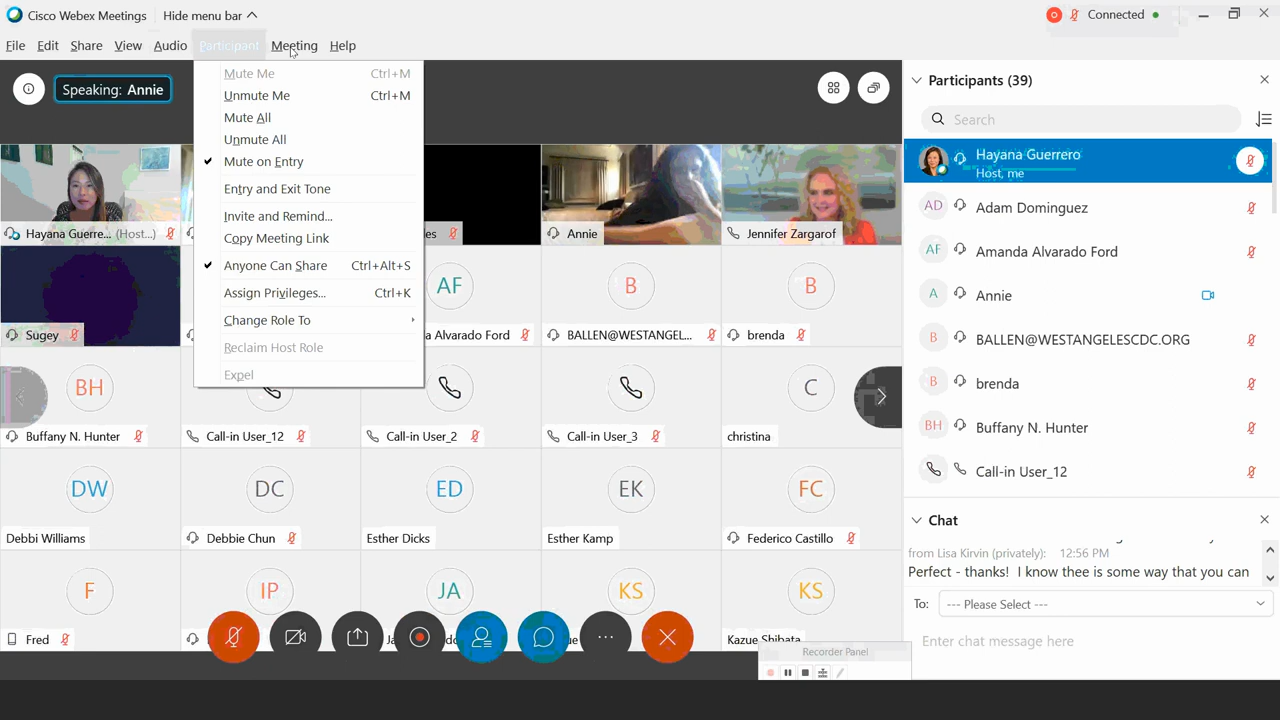 Cisco Webex Meetings
Hide menu bar
Connected
File Edit Share View Audio Participant Meeting Help
Speaking: Annie
Mute Me Ctrl+M
Unmute Me Ctrl+M
Mute All
Unmute All
Mute on Entry
Entry and Exit Tone
Invite and Remind...
Copy Meeting Link
Anyone Can Share Ctrl+Alt+S
Assign Privileges... Ctrl+K
Change Role To
Reclaim Host Role
Expel
Hayana Guerre... (Host...)
Annie
Jennifer Zargarof
Sugey
AF
Alvarado Ford
B
BALLEN@WESTANGEL...
B
brenda
BH
Buffany N. Hunter
Call-in User_12
Call-in User_2
Call-in User_3
C
christina
DW
Debbi Williams
DC
Debbie Chun
ED
Esther Dicks
EK
Esther Kamp
FC
Federico Castillo
F
Fred
IP
JA
KS
KS
Kazue Shibata
Recorder Panel
Participants (39)
Search
Hayana Guerrero
Host, me
AD Adam Dominguez
AF Amanda Alvarado Ford
A Annie
B BALLEN@WESTANGELESCDC.ORG
B brenda
BH Buffany N. Hunter
Call-in User_12
Chat
from Lisa Kirvin (privately): 12:56 PM
Perfect - thanks! I know thee is some way that you can
To: --- Please Select ---
Enter chat message here